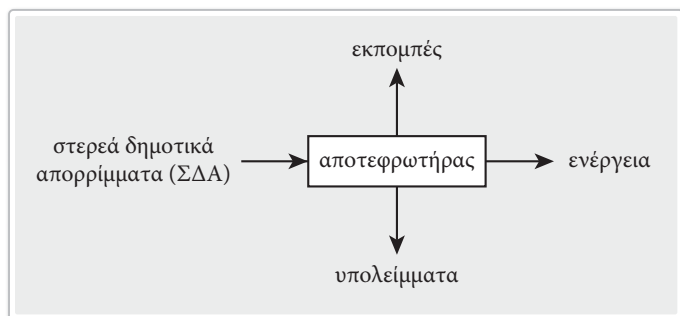 εκπομπές
στερεά δημοτικά
απορρίμματα (ΣΔΑ)
αποτεφρωτήρας
ενέργεια
υπολείμματα